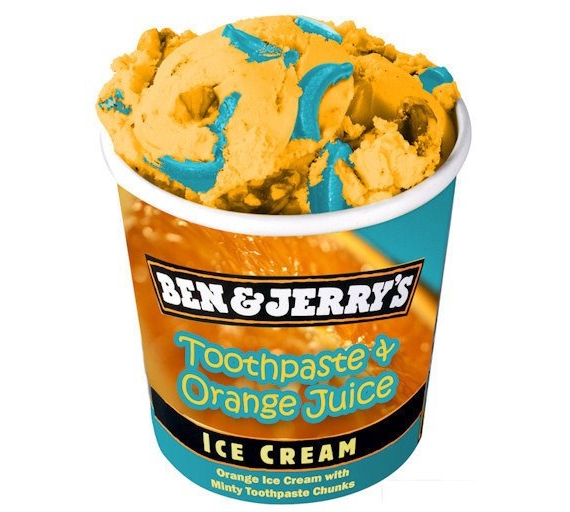 BEN & JERRY'S
Toothpaste &
Orange Juice
ICE CREAM
Orange Ice Cream with
Minty Toothpaste Chunks